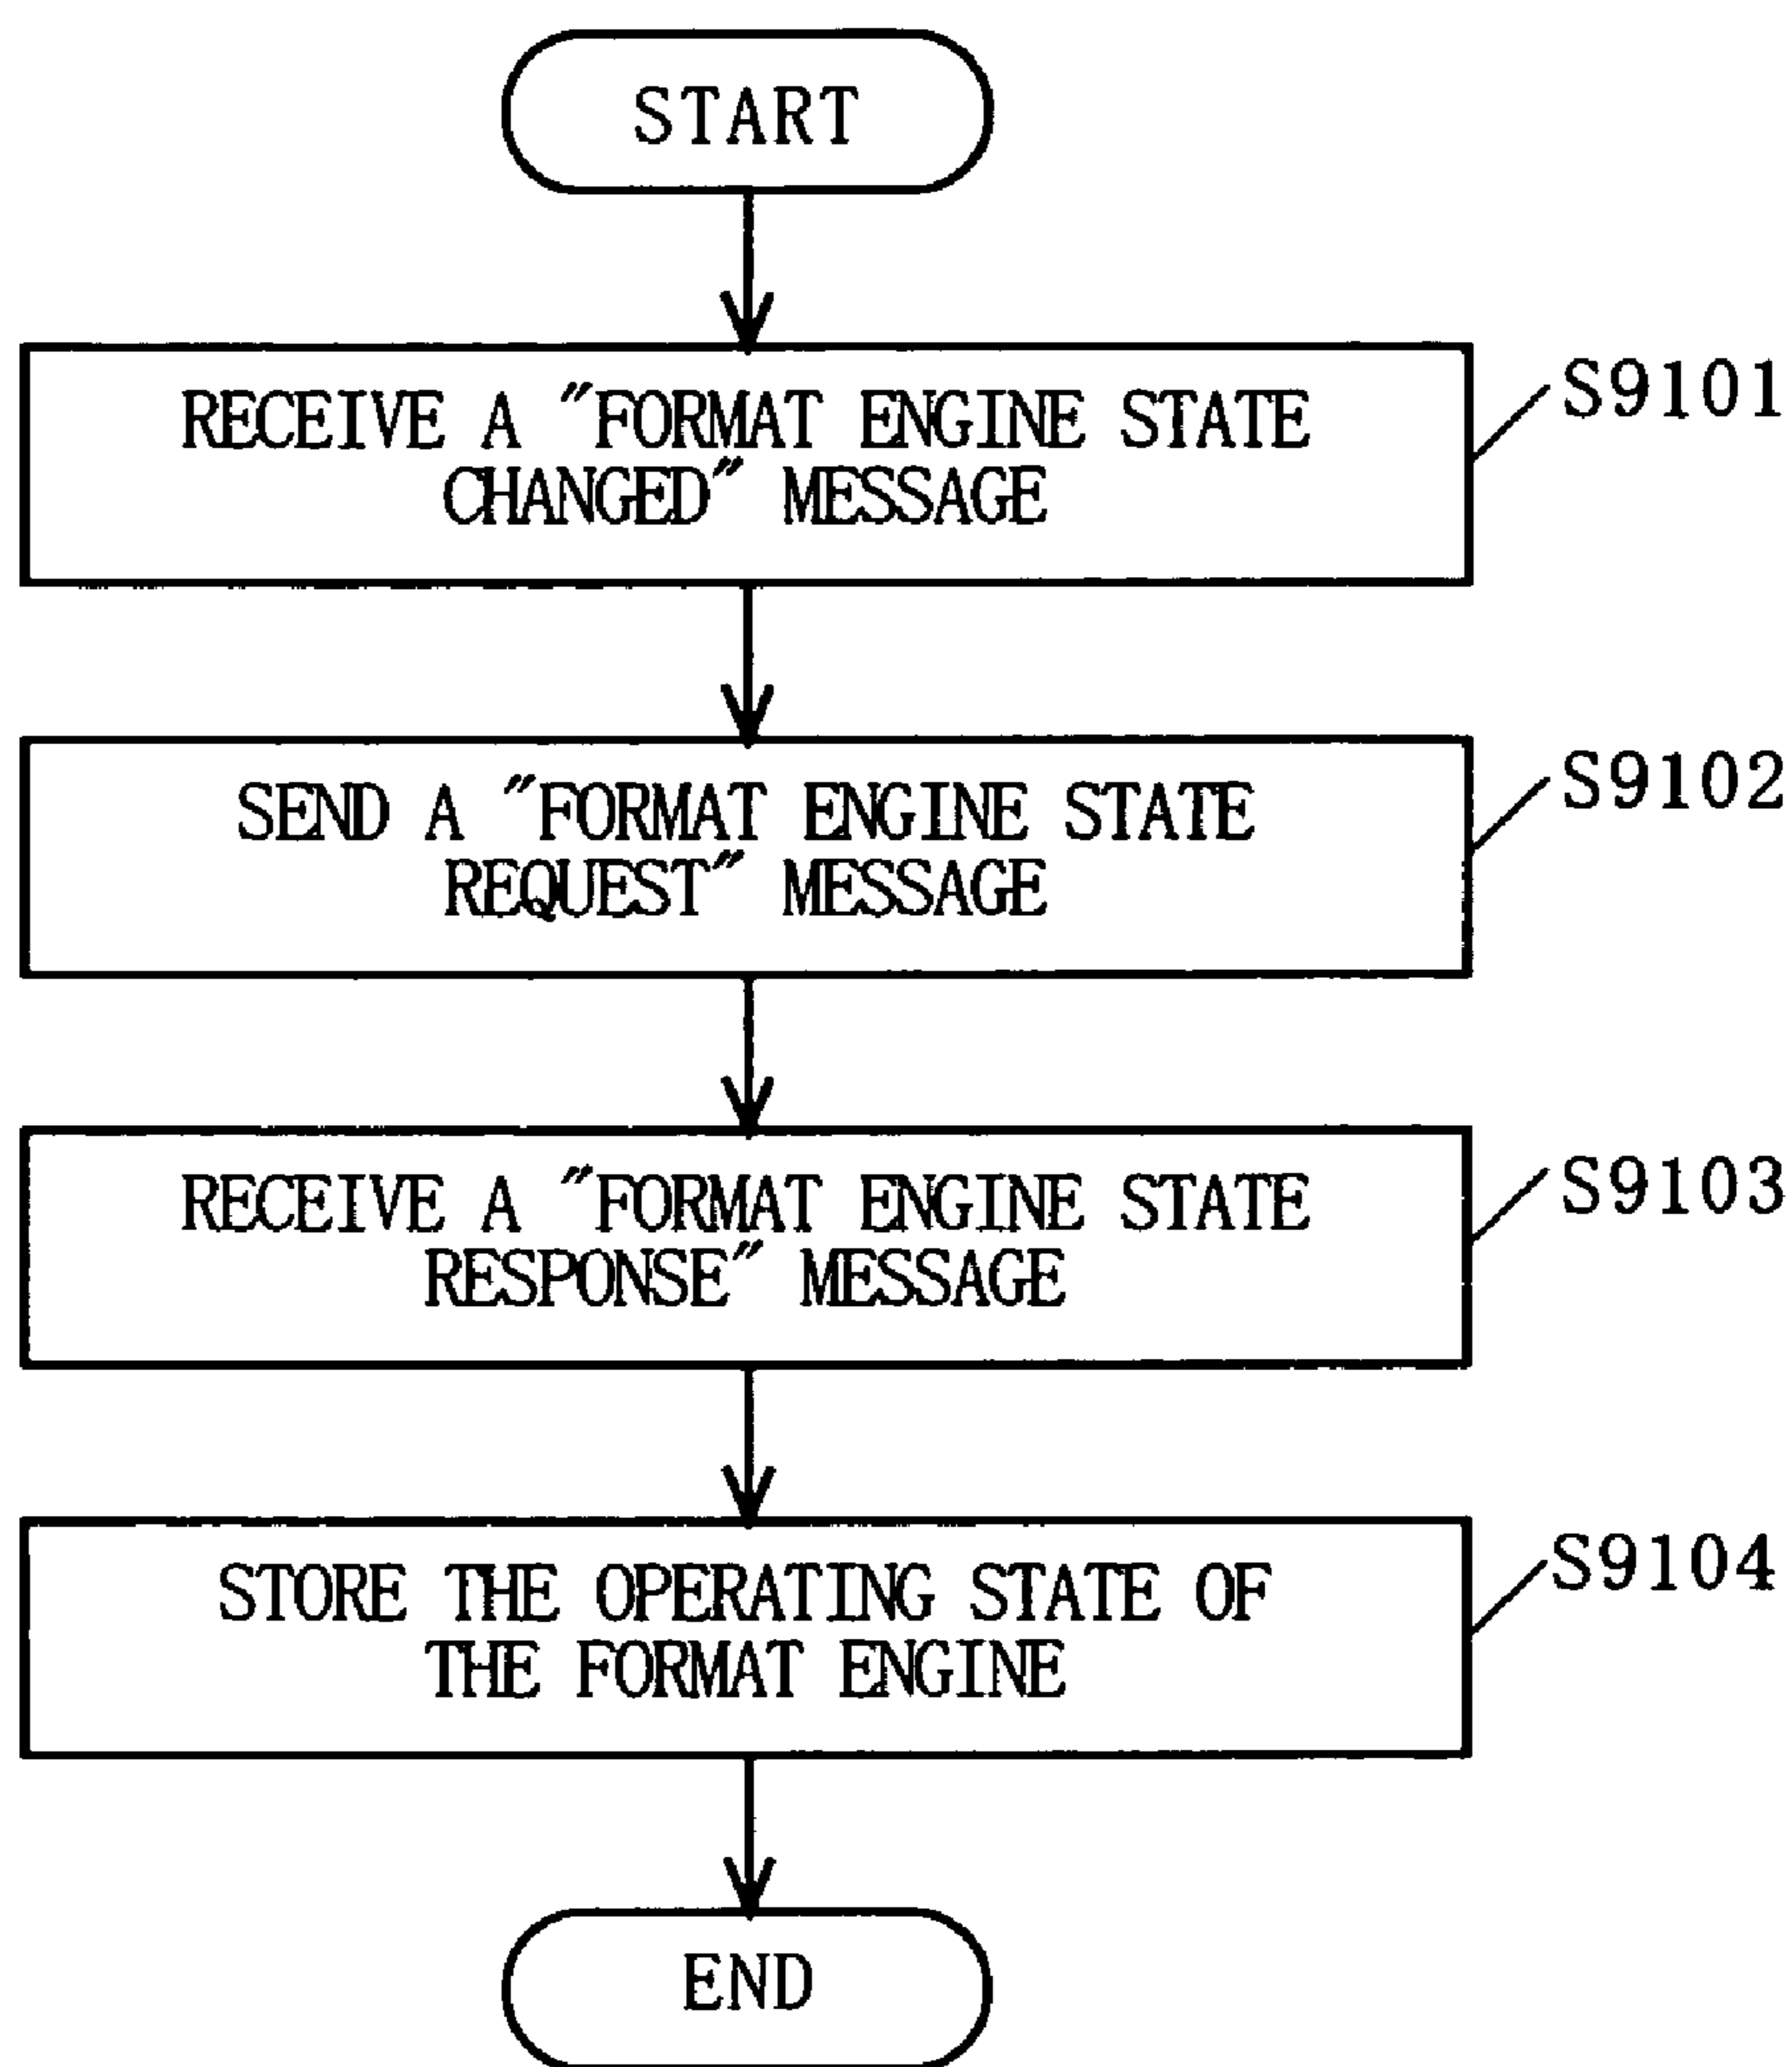 START
RECEIVE A "FORMAT ENGINE STATE
CHANGED" MESSAGE
S9101
SEND A "FORMAT ENGINE STATE
REQUEST" MESSAGE
S9102
RECEIVE A "FORMAT ENGINE STATE
RESPONSE" MESSAGE
S9103
STORE THE OPERATING STATE OF
THE FORMAT ENGINE
S9104
END